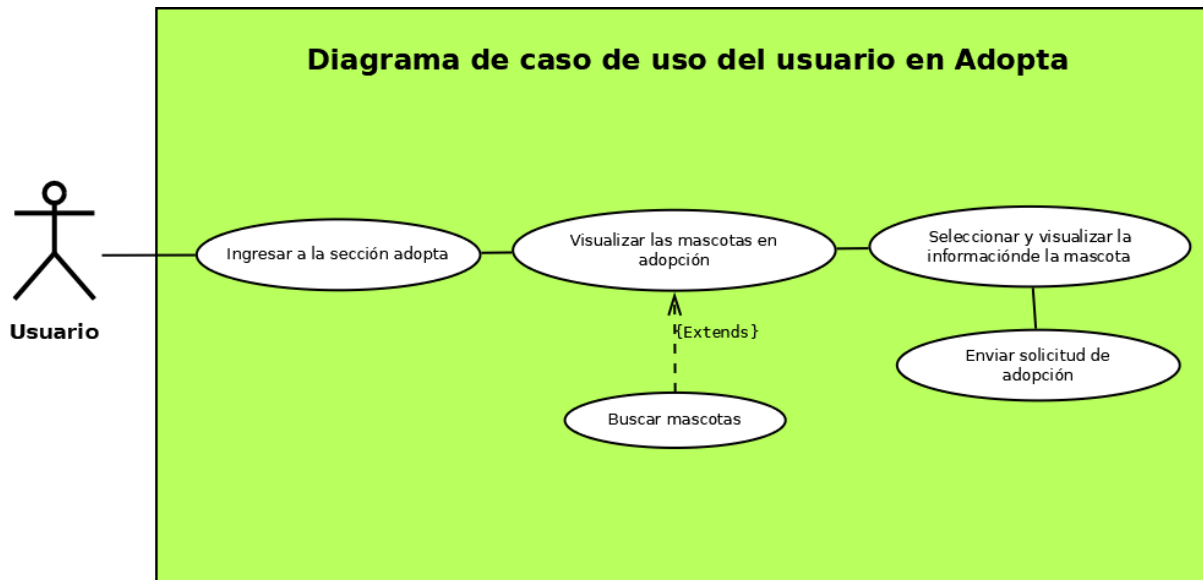 Diagrama de caso de uso del usuario en Adopta
Usuario
Ingresar a la sección adopta
Visualizar las mascotas en
adopción
Seleccionar y visualizar la
informaciónde la mascota
{Extends}
Enviar solicitud de
adopción
Buscar mascotas